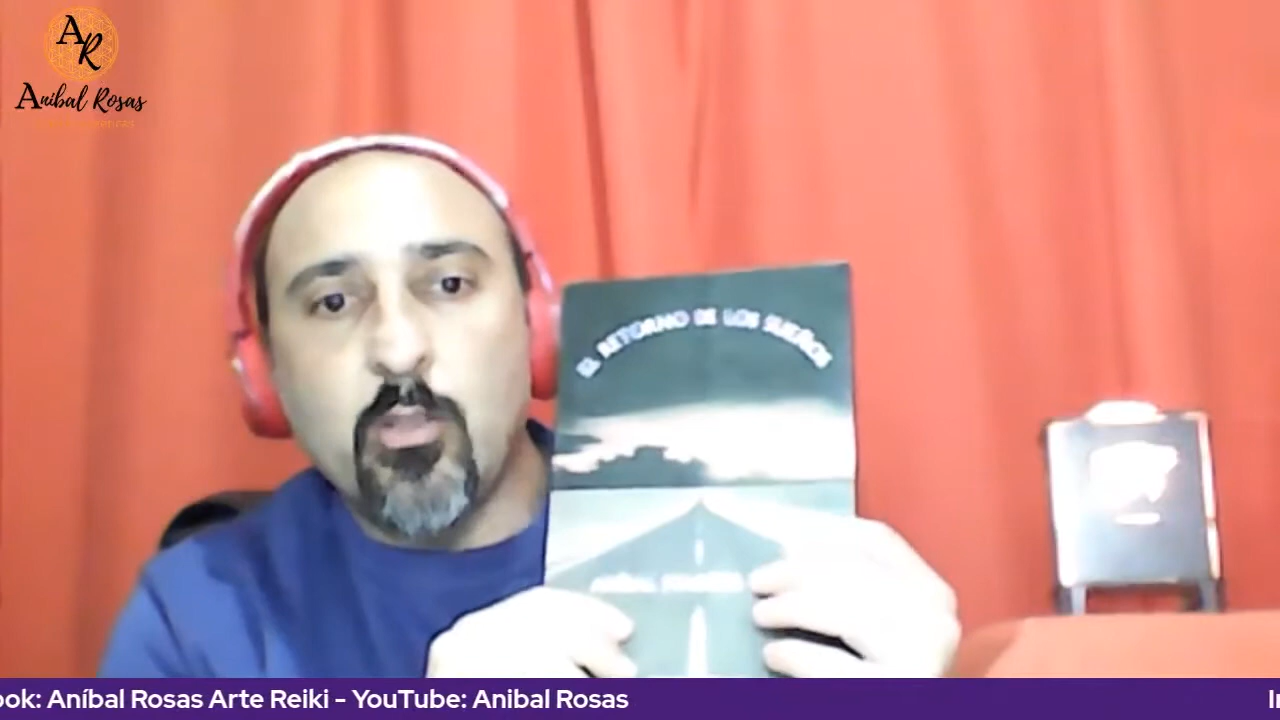 AR
Aníbal Rosas
EL RETORNO DE LOS SUEÑOS
ook: Aníbal Rosas Arte Reiki - YouTube: Anibal Rosas